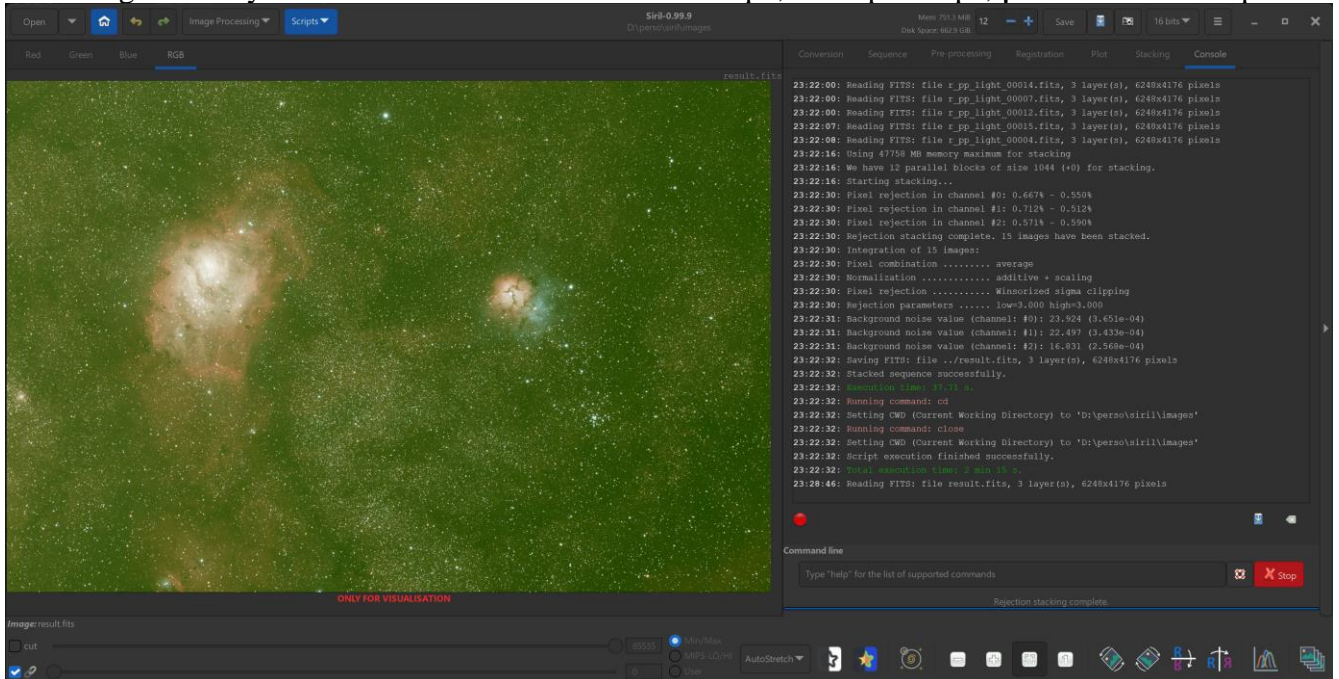 Open
Image Processing
Scripts
Siril-0.99.9
D:\perso\siril\images
Mem: 751.3 MiB
Disk Space: 662.9 GiB
12
Save
16 bits
Red Green Blue RGB
result.fits
Conversion Sequence Pre-processing Registration Plot Stacking Console
23:22:00: Reading FITS: file r_pp_light_00014.fits, 3 layer(s), 6248x4176 pixels
23:22:00: Reading FITS: file r_pp_light_00007.fits, 3 layer(s), 6248x4176 pixels
23:22:00: Reading FITS: file r_pp_light_00012.fits, 3 layer(s), 6248x4176 pixels
23:22:07: Reading FITS: file r_pp_light_00015.fits, 3 layer(s), 6248x4176 pixels
23:22:08: Reading FITS: file r_pp_light_00004.fits, 3 layer(s), 6248x4176 pixels
23:22:16: Using 47758 MB memory maximum for stacking
23:22:16: We have 12 parallel blocks of size 1044 (+0) for stacking.
23:22:16: Starting stacking...
23:22:30: Pixel rejection in channel #0: 0.667% - 0.550%
23:22:30: Pixel rejection in channel #1: 0.712% - 0.512%
23:22:30: Pixel rejection in channel #2: 0.571% - 0.590%
23:22:30: Rejection stacking complete. 15 images have been stacked.
23:22:30: Integration of 15 images:
23:22:30: Pixel combination ......... average
23:22:30: Normalization ............. additive + scaling
23:22:30: Pixel rejection ........... Winsorized sigma clipping
23:22:30: Rejection parameters ...... low=3.000 high=3.000
23:22:31: Background noise value (channel: #0): 23.924 (3.651e-04)
23:22:31: Background noise value (channel: #1): 22.497 (3.433e-04)
23:22:31: Background noise value (channel: #2): 16.831 (2.568e-04)
23:22:32: Saving FITS: file ../result.fits, 3 layer(s), 6248x4176 pixels
23:22:32: Stacked sequence successfully.
23:22:32: Execution time: 37.71 s.
23:22:32: Running command: cd
23:22:32: Setting CWD (Current Working Directory) to 'D:\perso\siril\images'
23:22:32: Running command: close
23:22:32: Setting CWD (Current Working Directory) to 'D:\perso\siril\images'
23:22:32: Script execution finished successfully.
23:22:32: Total execution time: 2 min 15 s.
23:28:46: Reading FITS: file result.fits, 3 layer(s), 6248x4176 pixels
Command line
Type "help" for the list of supported commands
Stop
Rejection stacking complete.
ONLY FOR VISUALISATION
Image: result.fits
cut
65535
0
Min/Max
MIPS-LO/HI
User
AutoStretch